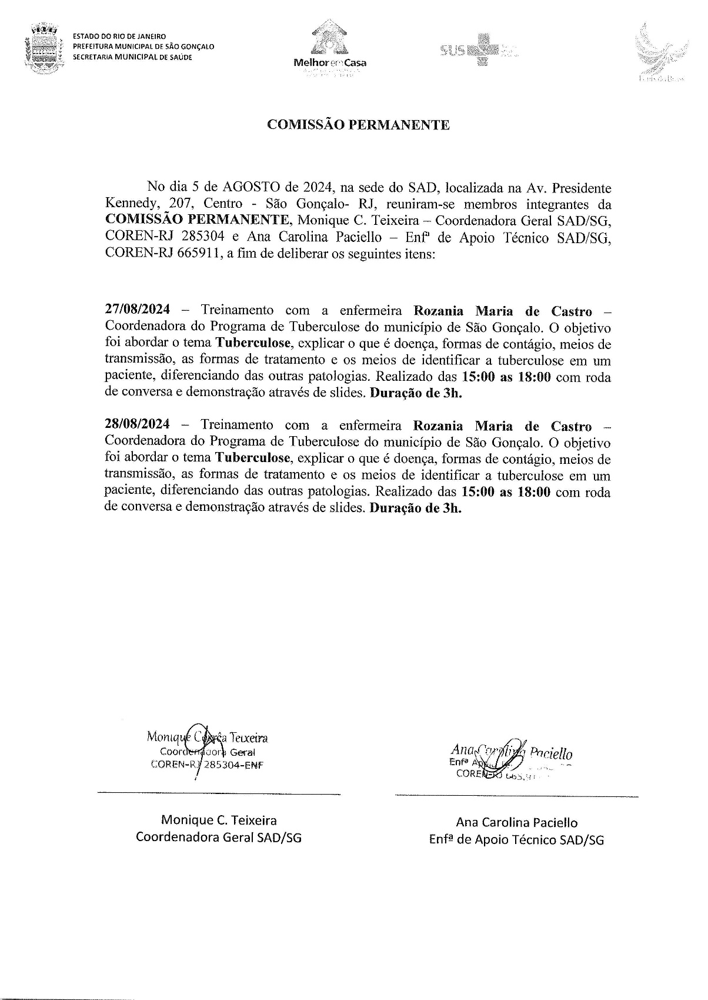 ESTADO DO RIO DE JANEIRO
PREFEITURA MUNICIPAL DE SÃO GONÇALO
SECRETARIA MUNICIPAL DE SAÚDE
Melhor em Casa
SUS
COMISSÃO PERMANENTE
No dia 5 de AGOSTO de 2024, na sede do SAD, localizada na Av. Presidente
Kennedy, 207, Centro - São Gonçalo- RJ, reuniram-se membros integrantes da
COMISSÃO PERMANENTE, Monique C. Teixeira – Coordenadora Geral SAD/SG,
COREN-RJ 285304 e Ana Carolina Paciello – Enfª de Apoio Técnico SAD/SG,
COREN-RJ 665911, a fim de deliberar os seguintes itens:
27/08/2024 – Treinamento com a enfermeira Rozania Maria de Castro –
Coordenadora do Programa de Tuberculose do município de São Gonçalo. O objetivo
foi abordar o tema Tuberculose, explicar o que é doença, formas de contágio, meios de
transmissão, as formas de tratamento e os meios de identificar a tuberculose em um
paciente, diferenciando das outras patologias. Realizado das 15:00 as 18:00 com roda
de conversa e demonstração através de slides. Duração de 3h.
28/08/2024 – Treinamento com a enfermeira Rozania Maria de Castro –
Coordenadora do Programa de Tuberculose do município de São Gonçalo. O objetivo
foi abordar o tema Tuberculose, explicar o que é doença, formas de contágio, meios de
transmissão, as formas de tratamento e os meios de identificar a tuberculose em um
paciente, diferenciando das outras patologias. Realizado das 15:00 as 18:00 com roda
de conversa e demonstração através de slides. Duração de 3h.
Monique Corrêa Teixeira
Coordenadora Geral
COREN-RJ 285304-ENF
Ana Carolina Paciello
Enfª
COREN-RJ
Monique C. Teixeira
Coordenadora Geral SAD/SG
Ana Carolina Paciello
Enfª de Apoio Técnico SAD/SG